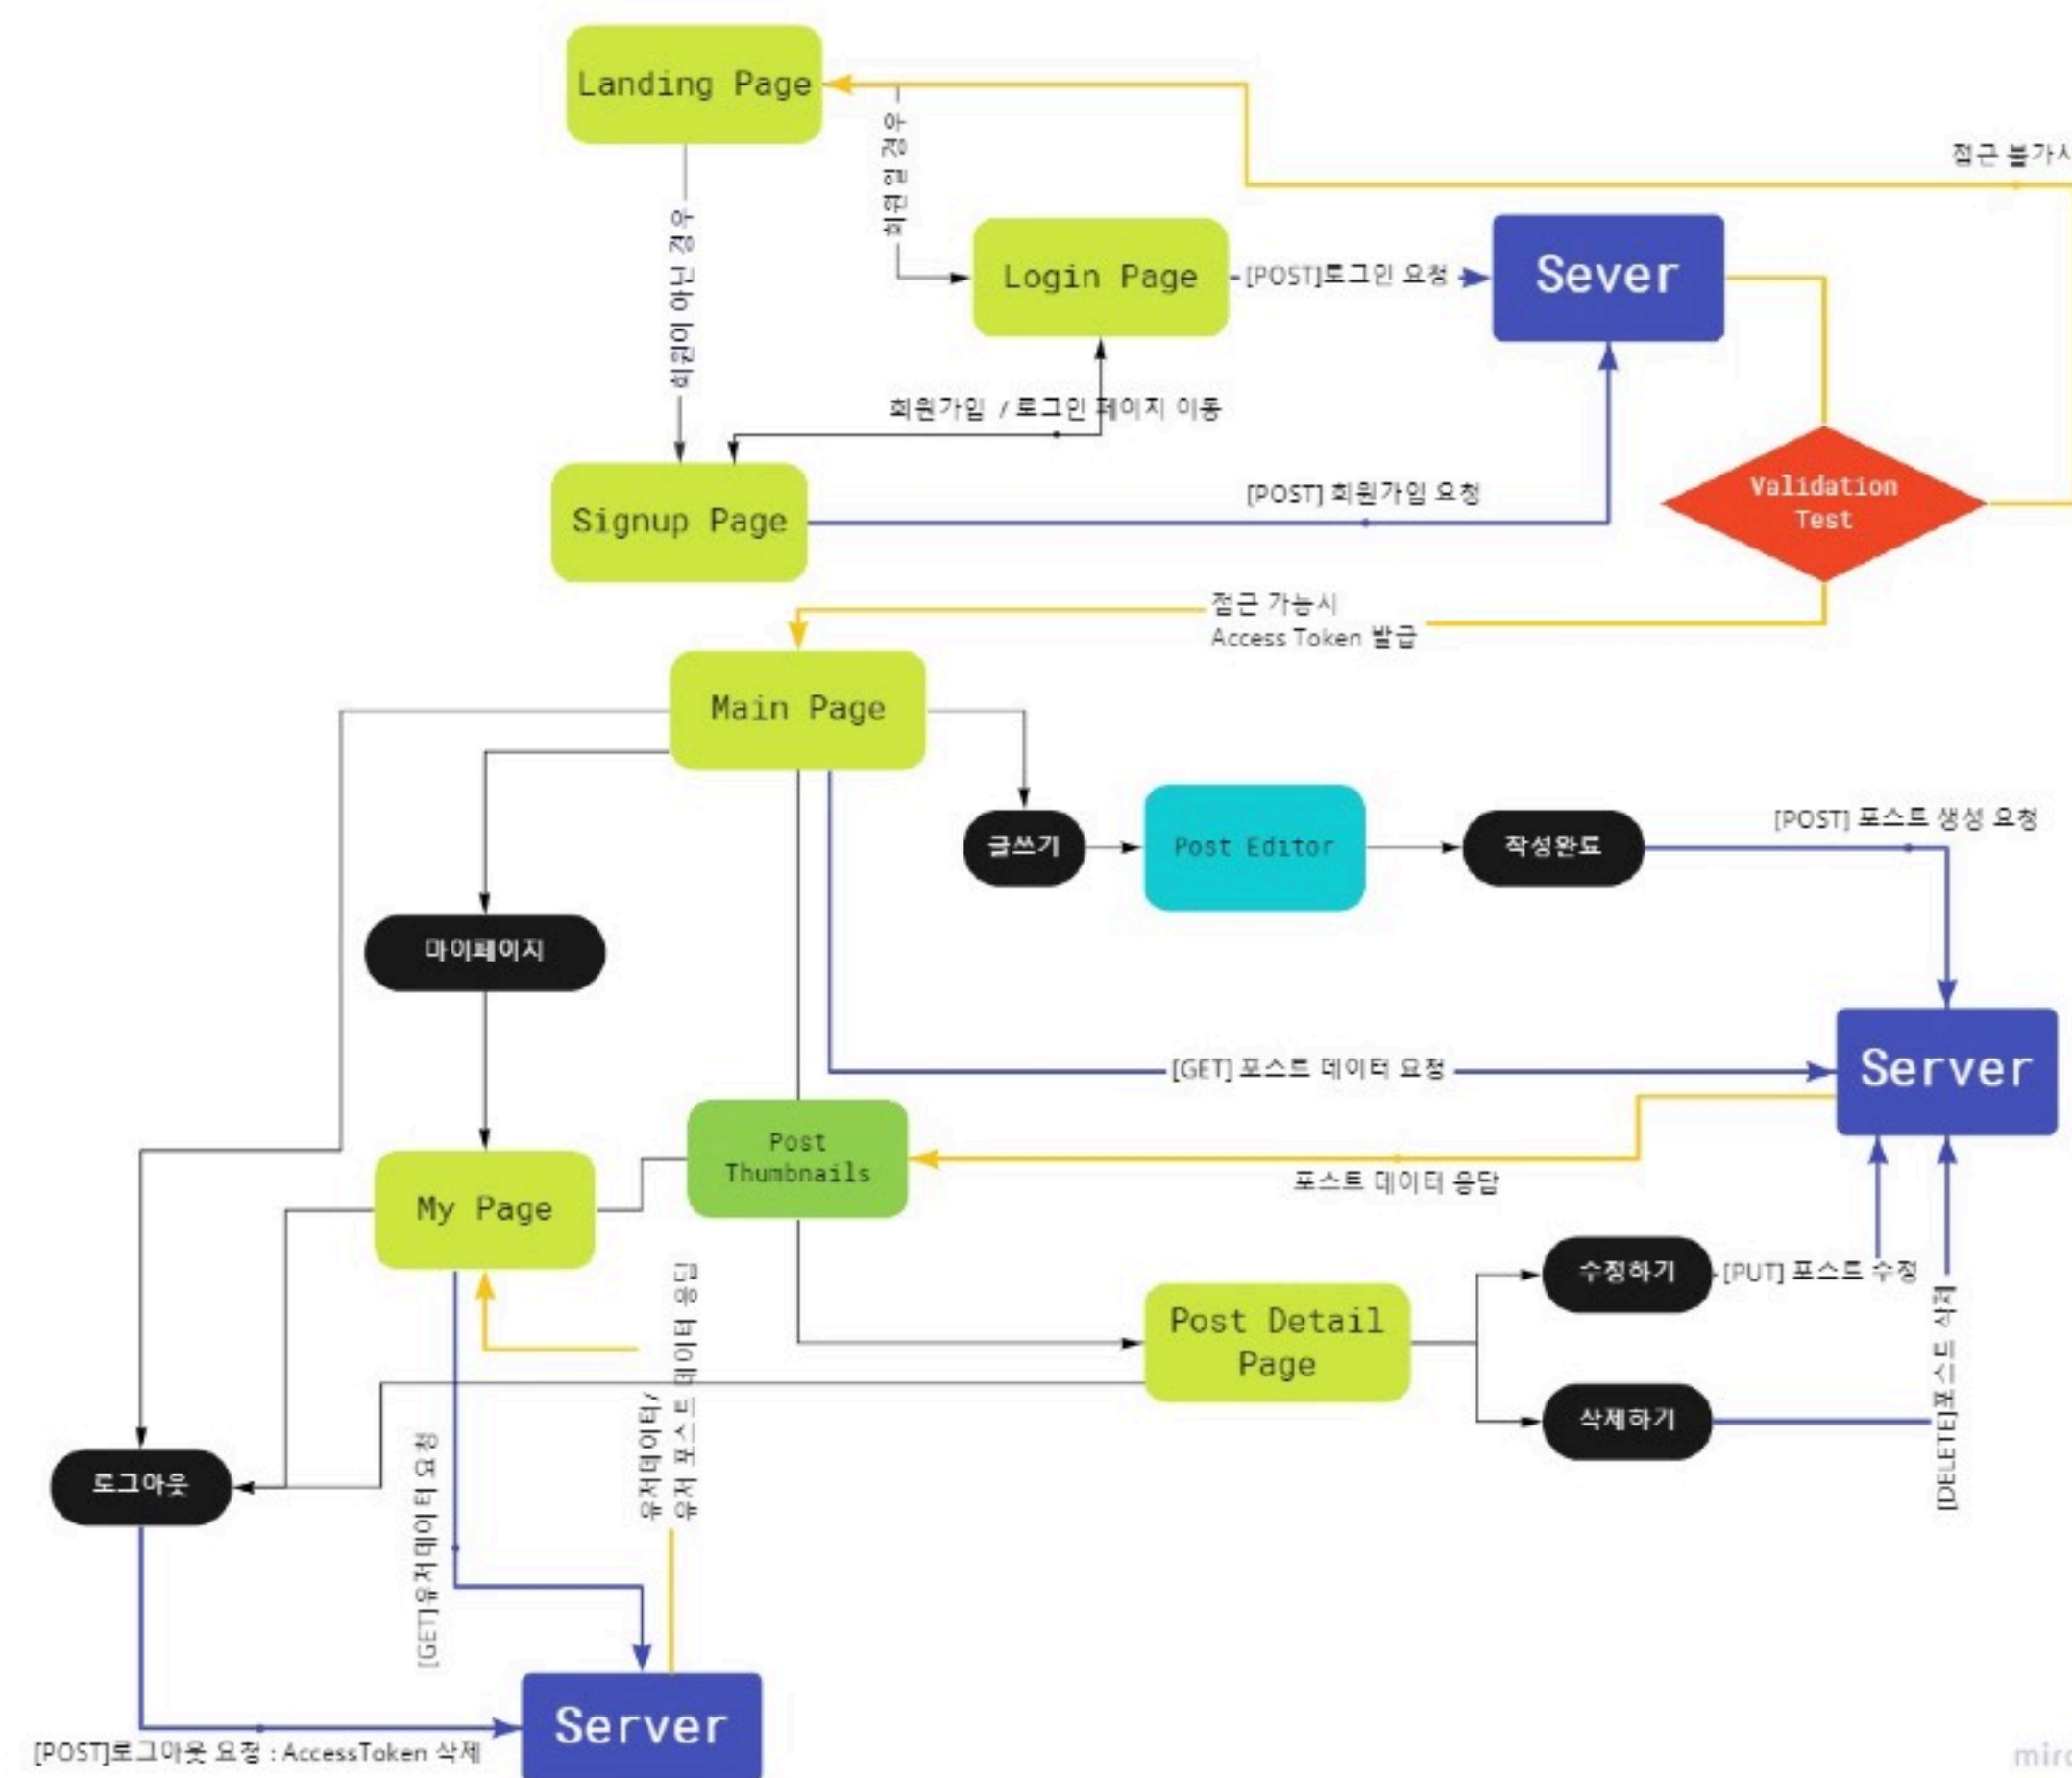 Landing Page
회원일 경우
접근 불가시
회원이 아닌 경우
Login Page
[POST]로그인 요청
Sever
회원가입 / 로그인 페이지 이동
Validation
Test
[POST] 회원가입 요청
Signup Page
접근 가능시
Access Token 발급
Main Page
글쓰기
Post Editor
작성완료
[POST] 포스트 생성 요청
마이페이지
[GET] 포스트 데이터 요청
Server
Post
Thumbnails
포스트 데이터 응답
My Page
수정하기
[PUT] 포스트 수정
Post Detail
Page
삭제하기
[DELETE]포스트 삭제
유저데이터/
유저 포스트 데이터 응답
로그아웃
[GET]유저데이터 요청
Server
[POST]로그아웃 요청 : AccessToken 삭제